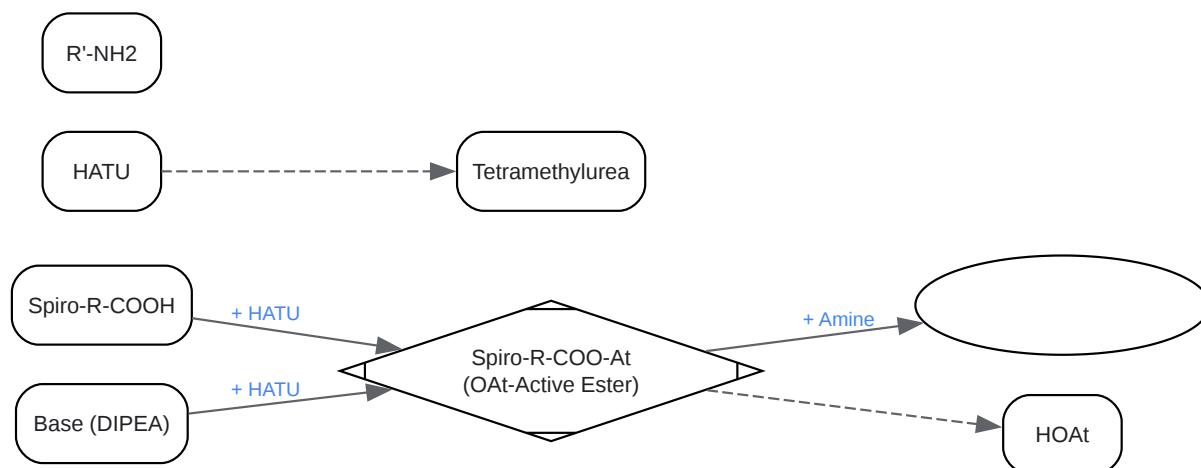 R'-NH2
HATU
Tetramethylurea
Spiro-R-COOH
+ HATU
+ Amine
Spiro-R-COO-At
(OAt-Active Ester)
+ HATU
Base (DIPEA)
HOAt